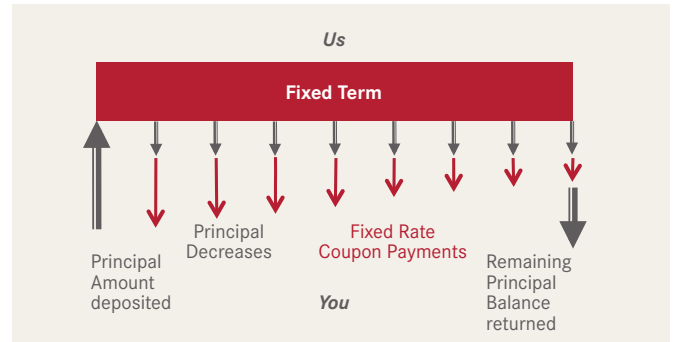 Us
Fixed Term
Principal
Decreases
Fixed Rate
Coupon Payments
Principal
Amount
deposited
You
Remaining
Principal
Balance
returned